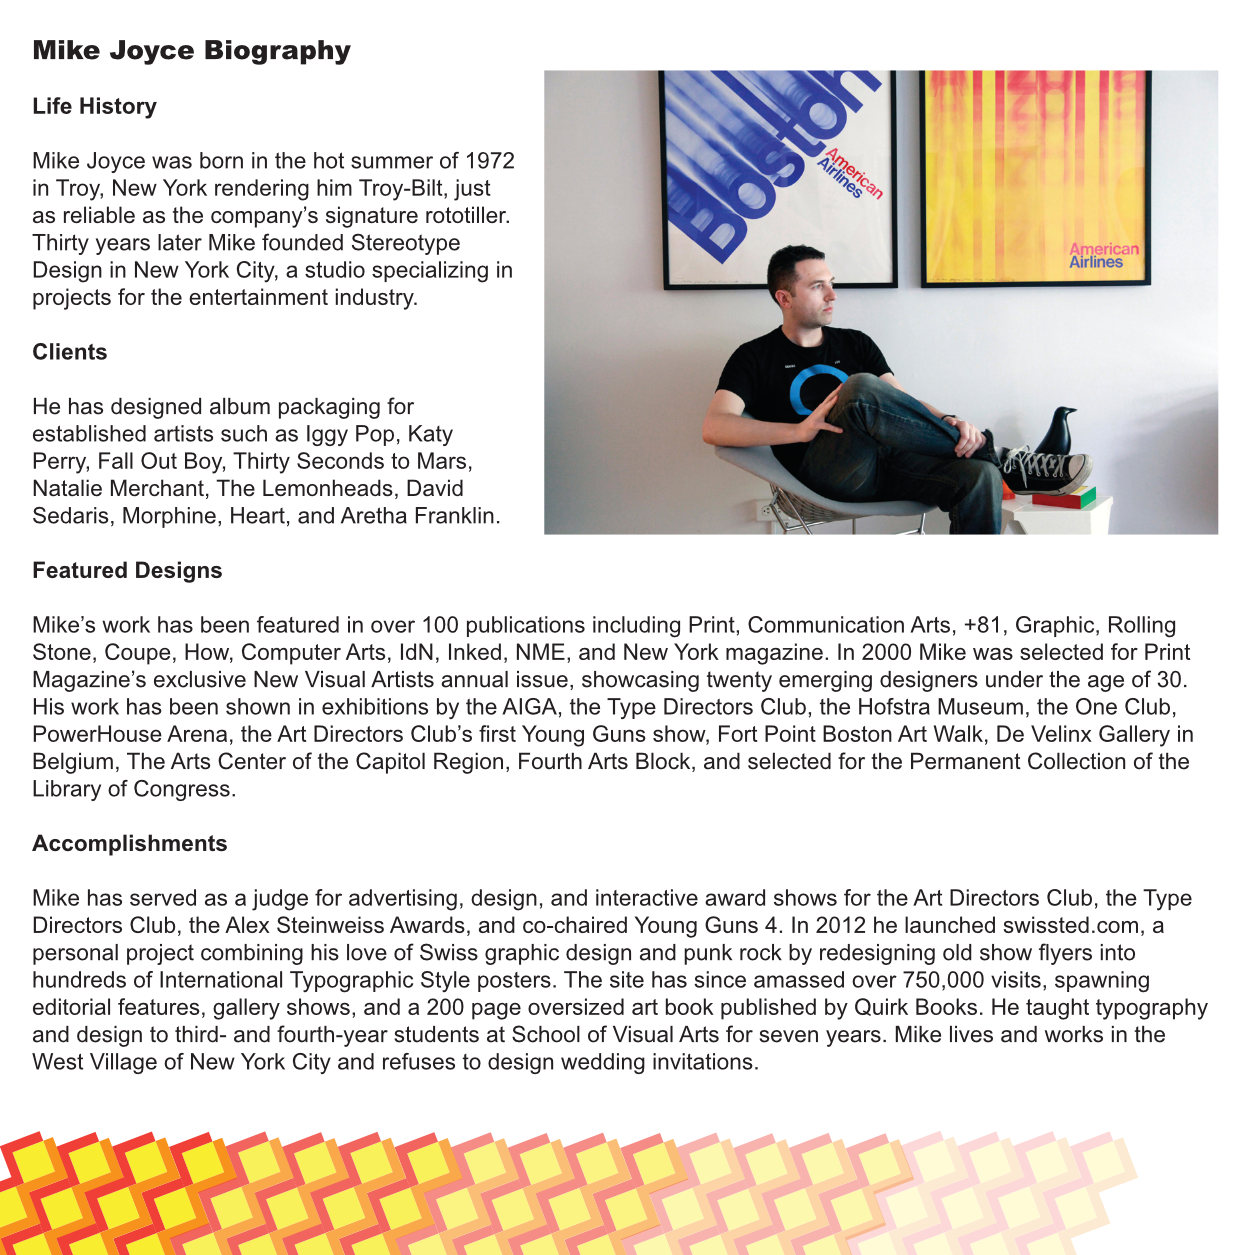 Mike Joyce Biography
Life History
Mike Joyce was born in the hot summer of 1972
in Troy, New York rendering him Troy-Bilt, just
as reliable as the company’s signature rototiller.
Thirty years later Mike founded Stereotype
Design in New York City, a studio specializing in
projects for the entertainment industry.
Boston
American
Airlines
American
Airlines
Clients
He has designed album packaging for
established artists such as Iggy Pop, Katy
Perry, Fall Out Boy, Thirty Seconds to Mars,
Natalie Merchant, The Lemonheads, David
Sedaris, Morphine, Heart, and Aretha Franklin.
Featured Designs
Mike’s work has been featured in over 100 publications including Print, Communication Arts, +81, Graphic, Rolling
Stone, Coupe, How, Computer Arts, IdN, Inked, NME, and New York magazine. In 2000 Mike was selected for Print
Magazine’s exclusive New Visual Artists annual issue, showcasing twenty emerging designers under the age of 30.
His work has been shown in exhibitions by the AIGA, the Type Directors Club, the Hofstra Museum, the One Club,
PowerHouse Arena, the Art Directors Club’s first Young Guns show, Fort Point Boston Art Walk, De Velinx Gallery in
Belgium, The Arts Center of the Capitol Region, Fourth Arts Block, and selected for the Permanent Collection of the
Library of Congress.
Accomplishments
Mike has served as a judge for advertising, design, and interactive award shows for the Art Directors Club, the Type
Directors Club, the Alex Steinweiss Awards, and co-chaired Young Guns 4. In 2012 he launched swissted.com, a
personal project combining his love of Swiss graphic design and punk rock by redesigning old show flyers into
hundreds of International Typographic Style posters. The site has since amassed over 750,000 visits, spawning
editorial features, gallery shows, and a 200 page oversized art book published by Quirk Books. He taught typography
and design to third- and fourth-year students at School of Visual Arts for seven years. Mike lives and works in the
West Village of New York City and refuses to design wedding invitations.